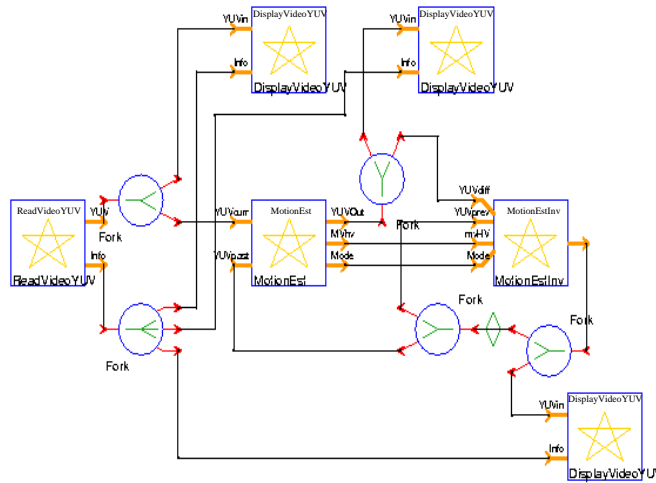 DisplayVideoYUV
DisplayVideoYUV
YUVin
YUVin
Info
Info
DisplayVideoYUV
DisplayVideoYUV
ReadVideoYUV
MotionEst
MotionEstInv
YUV
YUVcurr
YUVOut
Fork
YUVdiff
YUVprev
Fork
MVhv
mvHV
Info
YUVpast
Mode
Mode
ReadVideoYUV
MotionEst
MotionEstInv
Fork
Fork
Fork
DisplayVideoYUV
YUVin
Info
DisplayVideoYU